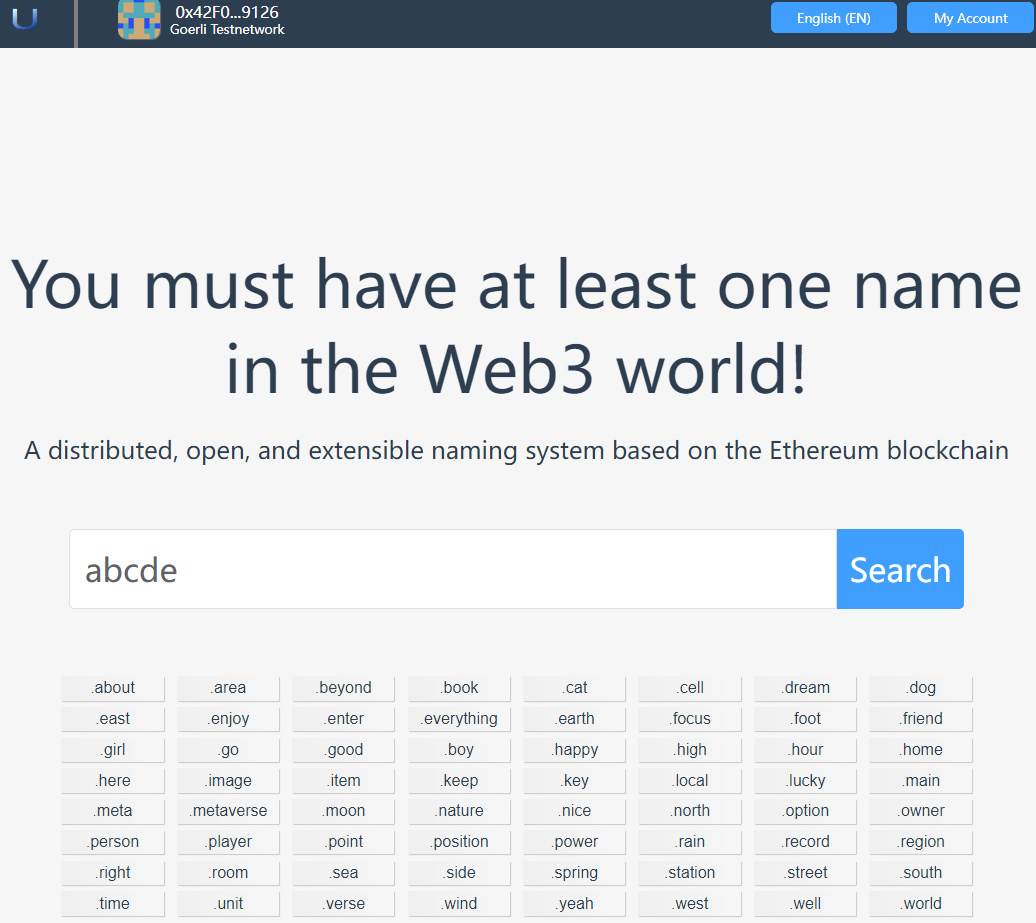 U
0x42F0...9126
Goerli Testnetwork
English (EN)
My Account
You must have at least one name
in the Web3 world!
A distributed, open, and extensible naming system based on the Ethereum blockchain
abcde
Search
.about .area .beyond .book .cat .cell .dream .dog
.east .enjoy .enter .everything .earth .focus .foot .friend
.girl .go .good .boy .happy .high .hour .home
.here .image .item .keep .key .local .lucky .main
.meta .metaverse .moon .nature .nice .north .option .owner
.person .player .point .position .power .rain .record .region
.right .room .sea .side .spring .station .street .south
.time .unit .verse .wind .yeah .west .well .world